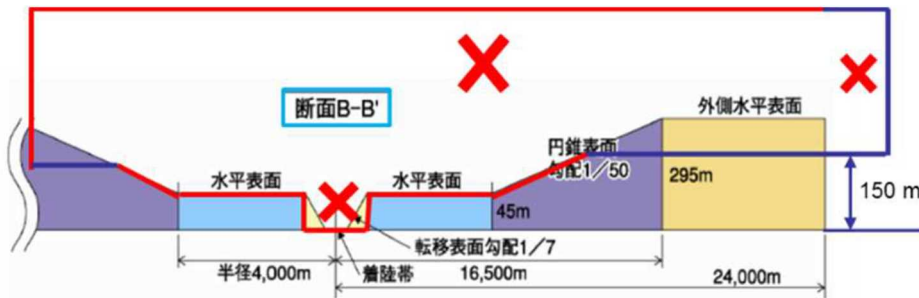 断面B-B'
外側水平表面
水平表面
水平表面
円錐表面
勾配1/50
295m
150 m
45m
転移表面勾配1/7
半径4,000m
着陸帯
16,500m
24,000m